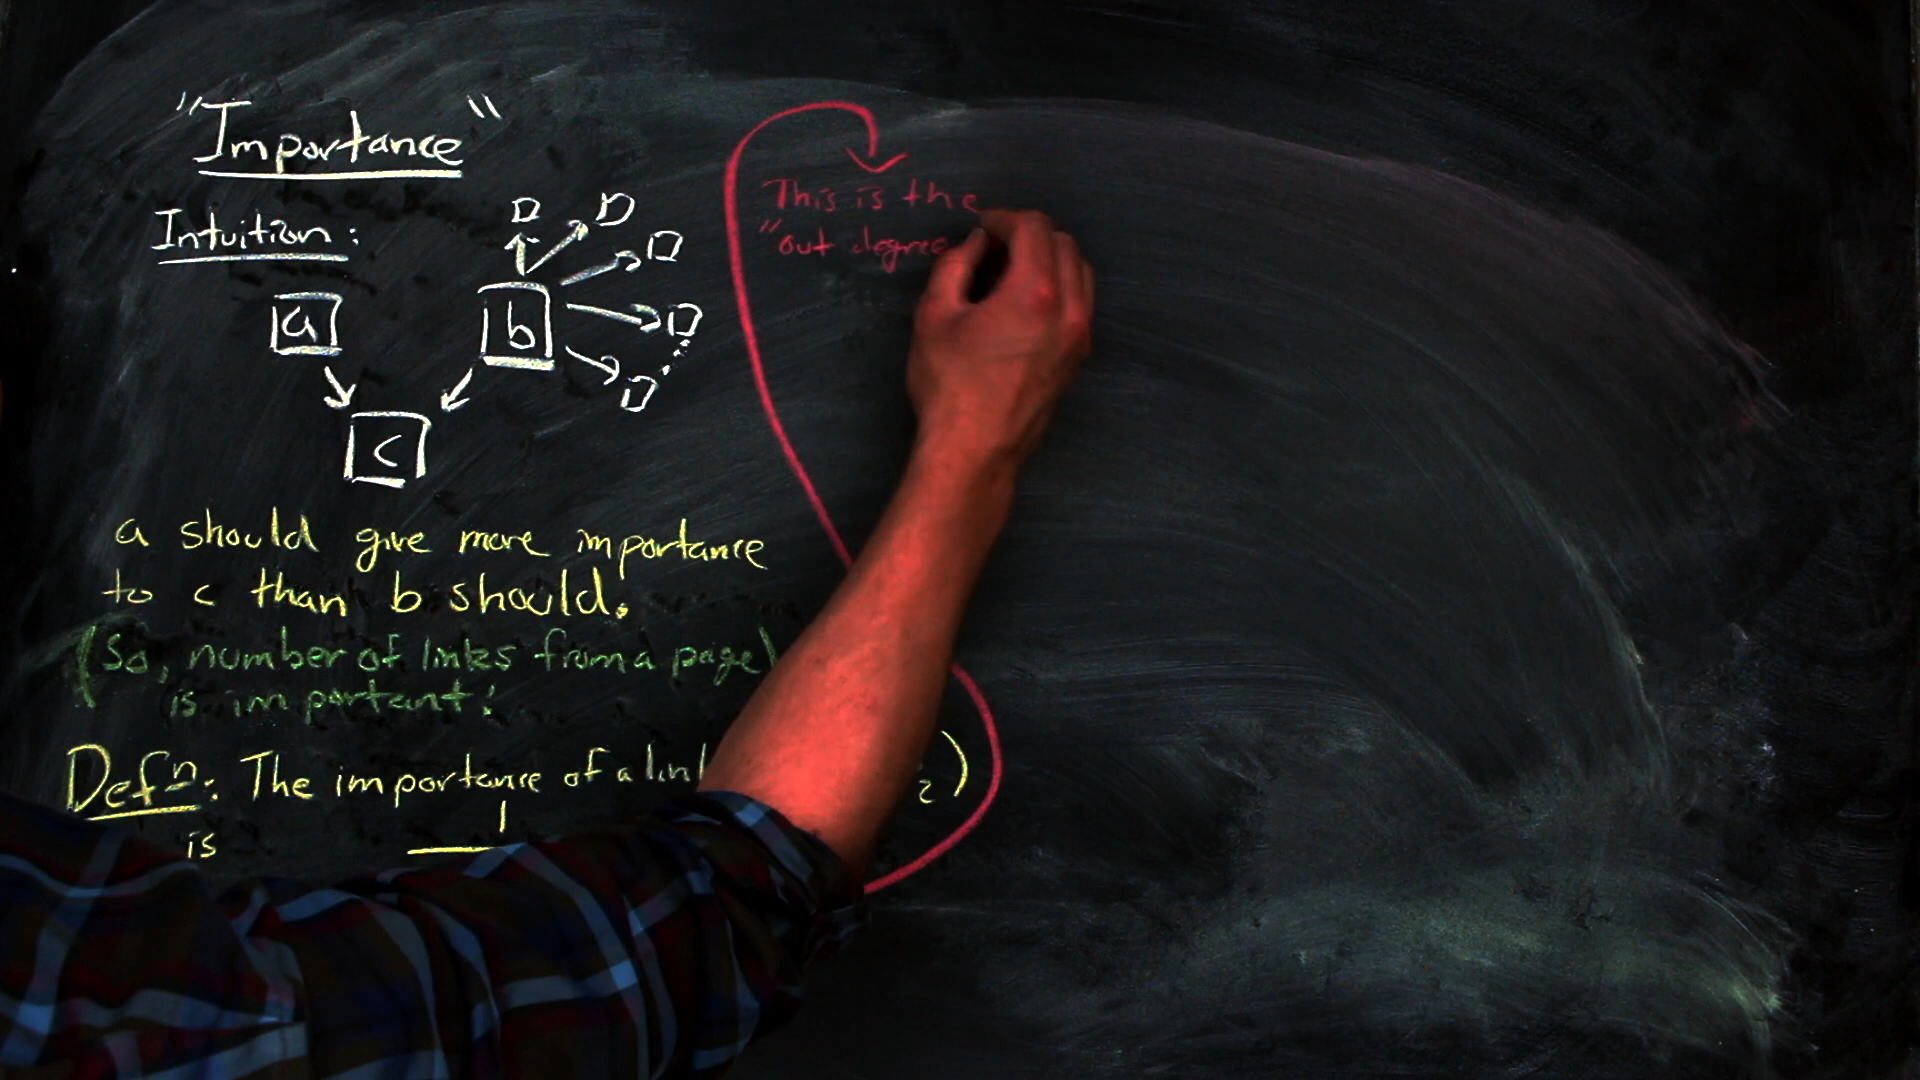 "Importance"
Intuition:
D D
D
a b D
D
c
a should give more importance
to c than b should.
(So, number of links from a page)
is important!
Defn: The importance of a 2)
is 1
This is the
"out degree